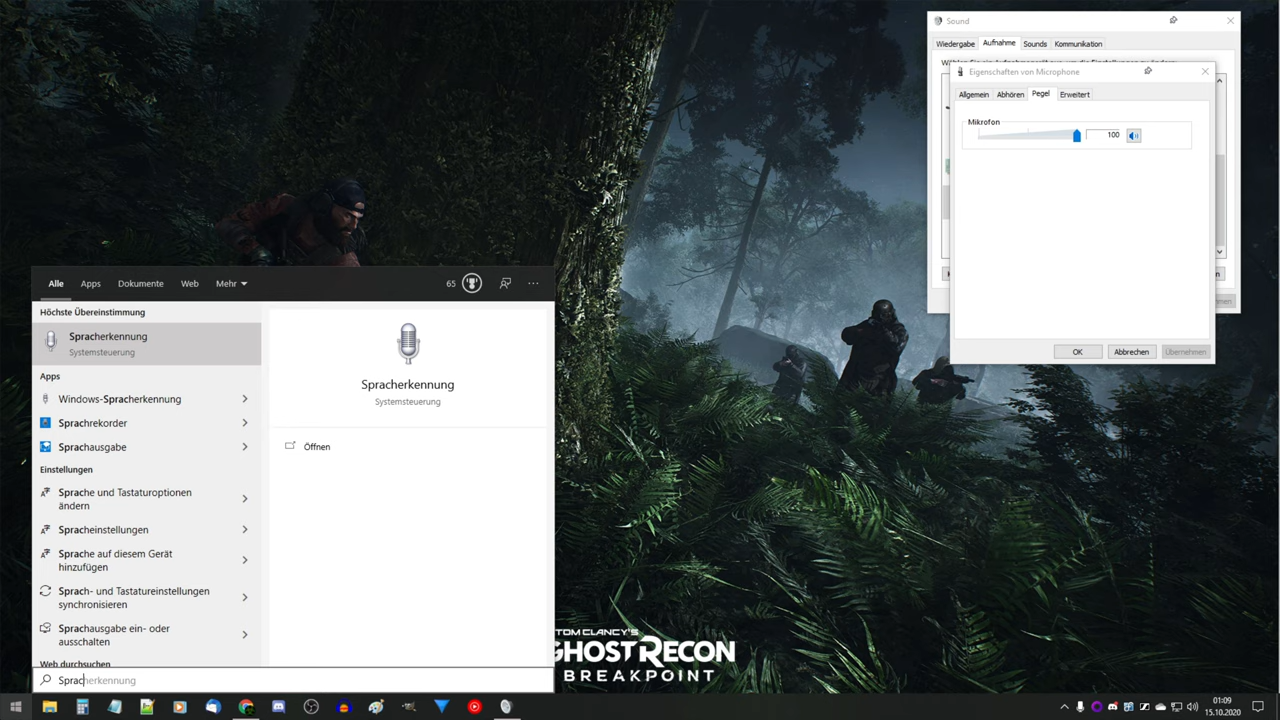 Sound
Wiedergabe Aufnahme Sounds Kommunikation
Eigenschaften von Microphone
Allgemein Abhören Pegel Erweitert
Mikrofon
100
OK Abbrechen Übernehmen
Alle Apps Dokumente Web Mehr 65 ...
Höchste Übereinstimmung
Spracherkennung
Systemsteuerung
Apps
Windows-Spracherkennung
Sprachrekorder
Sprachausgabe
Einstellungen
Sprache und Tastaturoptionen
ändern
Spracheinstellungen
Sprache auf diesem Gerät
hinzufügen
Sprach- und Tastatureinstellungen
synchronisieren
Sprachausgabe ein- oder
ausschalten
Web durchsuchen
Spracherkennung
Systemsteuerung
Öffnen
Spracherkennung
TOM CLANCY'S
GHOST RECON
BREAKPOINT
01:09
15.10.2020